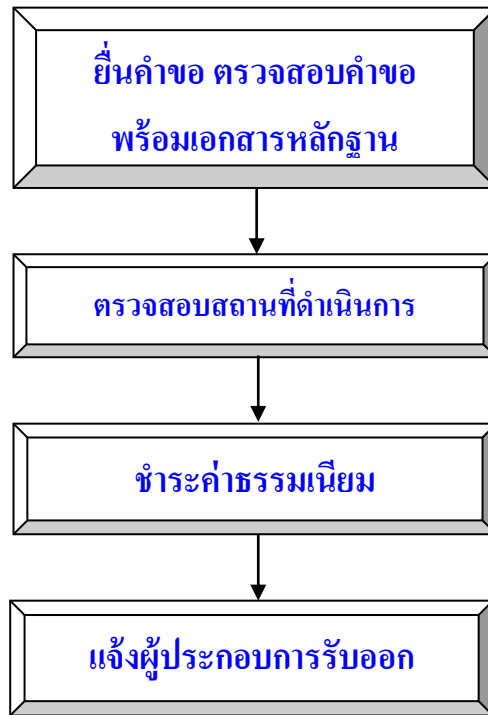 ยื่นคำขอ ตรวจสอบคำขอ
พร้อมเอกสารหลักฐาน
ตรวจสอบสถานที่ดำเนินการ
ชำระค่าธรรมเนียม
แจ้งผู้ประกอบการรับออก